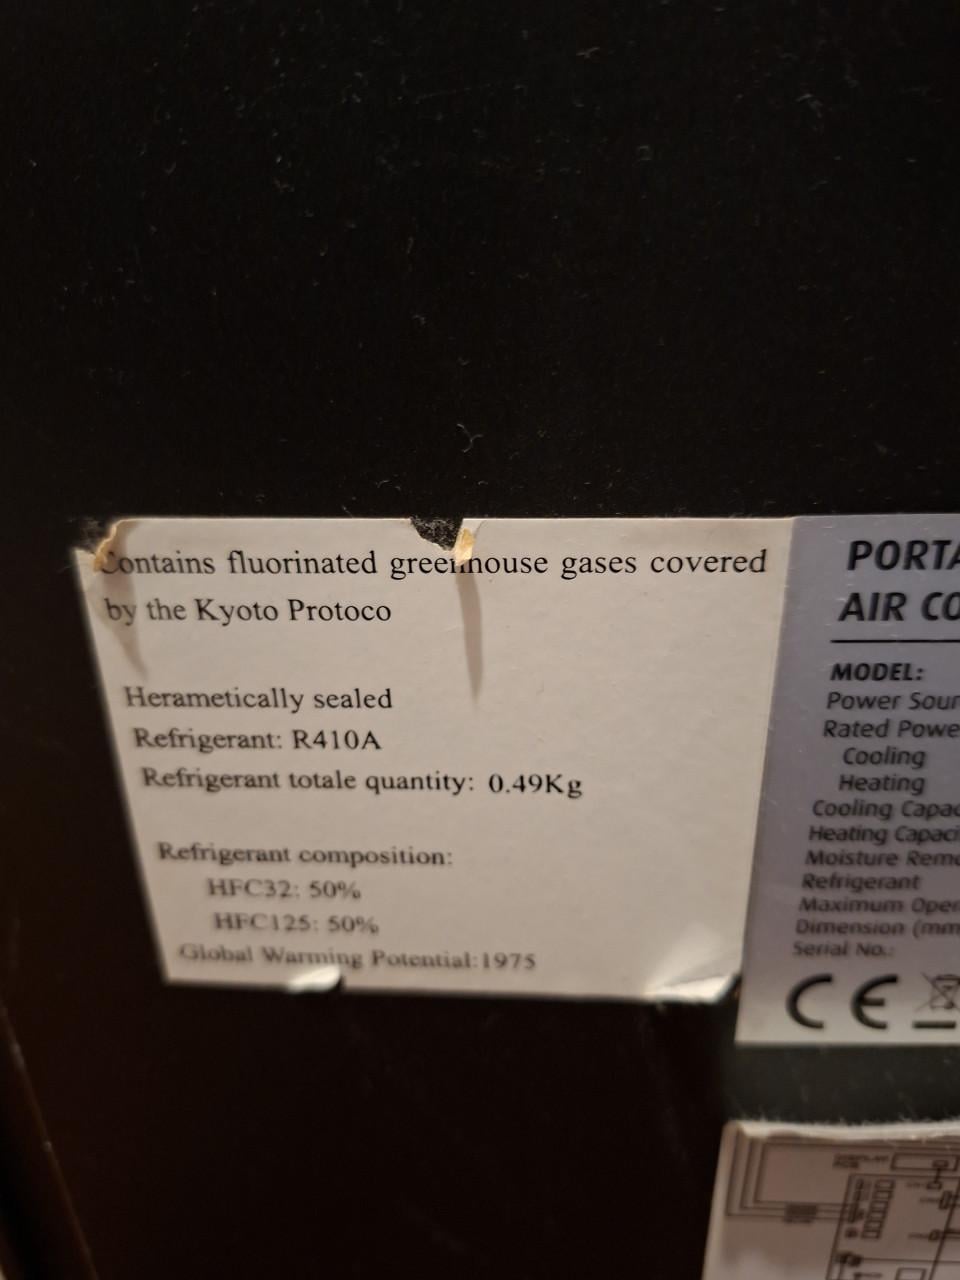 Contains fluorinated greenhouse gases covered
by the Kyoto Protoco
Herametically sealed
Refrigerant: R410A
Refrigerant totale quantity: 0.49Kg
Refrigerant composition:
HFC32: 50%
HFC125: 50%
Global Warming Potential:1975
PORTA
AIR CO
MODEL:
Power Sour
Rated Powe
Cooling
Heating
Cooling Capac
Heating Capaci
Moisture Remo
Refrigerant
Maximum Oper
Dimension (mm
Serial No.:
CE